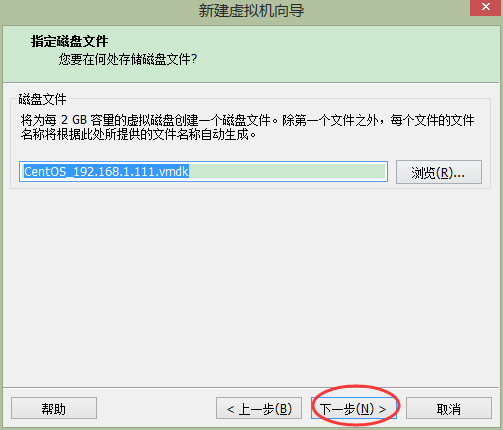 新建虚拟机向导
指定磁盘文件
您要在何处存储磁盘文件?
磁盘文件
将为每 2 GB 容量的虚拟磁盘创建一个磁盘文件。除第一个文件之外，每个文件的文件
名称将根据此处所提供的文件名称自动生成。
CentOS_192.168.1.111.vmdk
浏览(R)...
帮助
< 上一步(B)
下一步(N) >
取消